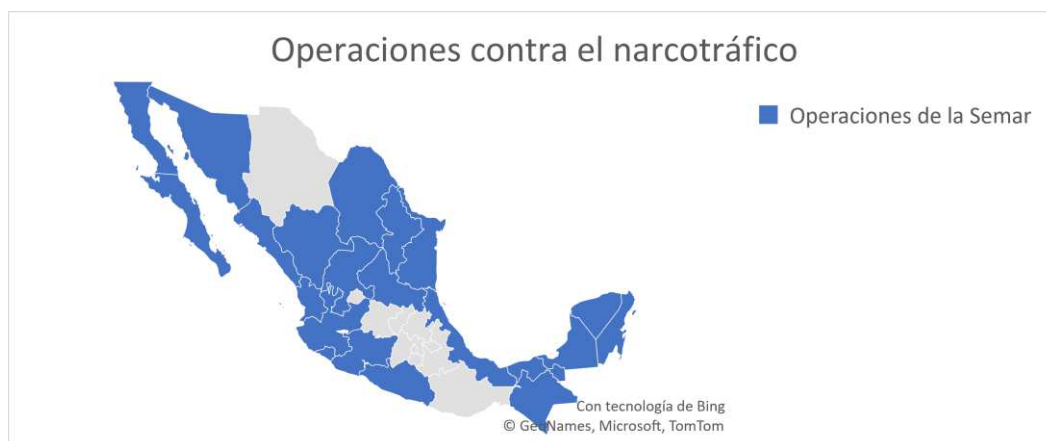 Operaciones contra el narcotráfico
Operaciones de la Semar
Con tecnología de Bing
© GeoNames, Microsoft, TomTom